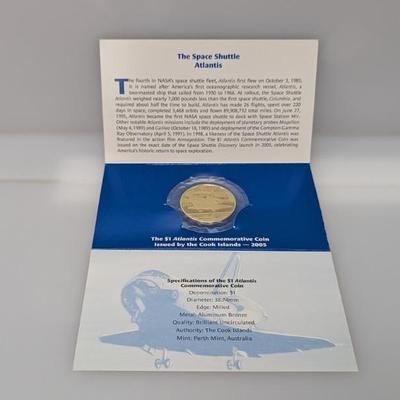 The Space Shuttle
Atlantis
The fourth in NASA's space shuttle fleet, Atlantis first flew on October 3, 1985.
It is named after America's first oceanographic research vessel, Atlantis, a
two-masted ship that sailed from 1930 to 1966. At rollout, the Space Shuttle
Atlantis weighed nearly 7,000 pounds less than the first space shuttle, Columbia, and
required about half the time to build. Atlantis has made 26 flights, spent over 220
days in space, completed 3,468 orbits and flown 89,908,732 total miles. On June 27,
1995, Atlantis became the first NASA space shuttle to dock with Space Station Mir.
Other notable Atlantis missions include the deployment of planetary probes Magellan
(May 4, 1989) and Galileo (October 18, 1989) and deployment of the Compton Gamma
Ray Observatory (April 5, 1991). In 1998, a likeness of the Space Shuttle Atlantis was
featured in the action film Armageddon. The $1 Atlantis Commemorative Coin was
issued on the exact date of the Space Shuttle Discovery launch in 2005, celebrating
America's historic return to space exploration.
The $1 Atlantis Commemorative Coin
Issued by the Cook Islands — 2005
Specifications of the $1 Atlantis
Commemorative Coin
Denomination: $1
Diameter: 38.74mm
Edge: Milled
Metal: Aluminum Bronze
Quality: Brilliant Uncirculated
Authority: The Cook Islands
Mint: Perth Mint, Australia